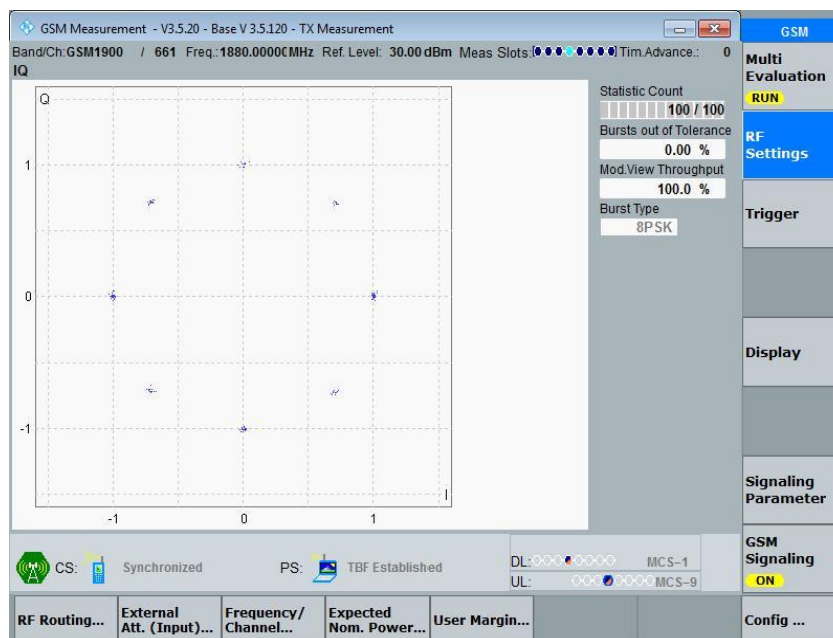 GSM Measurement - V3.5.20 - Base V 3.5.120 - TX Measurement
GSM
Band/Ch:GSM1900 / 661 Freq.:1880.0000 MHz Ref. Level: 30.00 dBm Meas Slots: Tim.Advance.: 0
IQ
Q
1
0
-1
-1
0
1
I
Statistic Count
100 / 100
Bursts out of Tolerance
0.00 %
Mod.View Throughput
100.0 %
Burst Type
8PSK
Multi
Evaluation
RUN
RF
Settings
Trigger
Display
Signaling
Parameter
GSM
Signaling
ON
CS: Synchronized PS: TBF Established
DL: MCS-1
UL: MCS-9
RF Routing...
External
Att. (Input)...
Frequency/
Channel...
Expected
Nom. Power...
User Margin...
Config ...